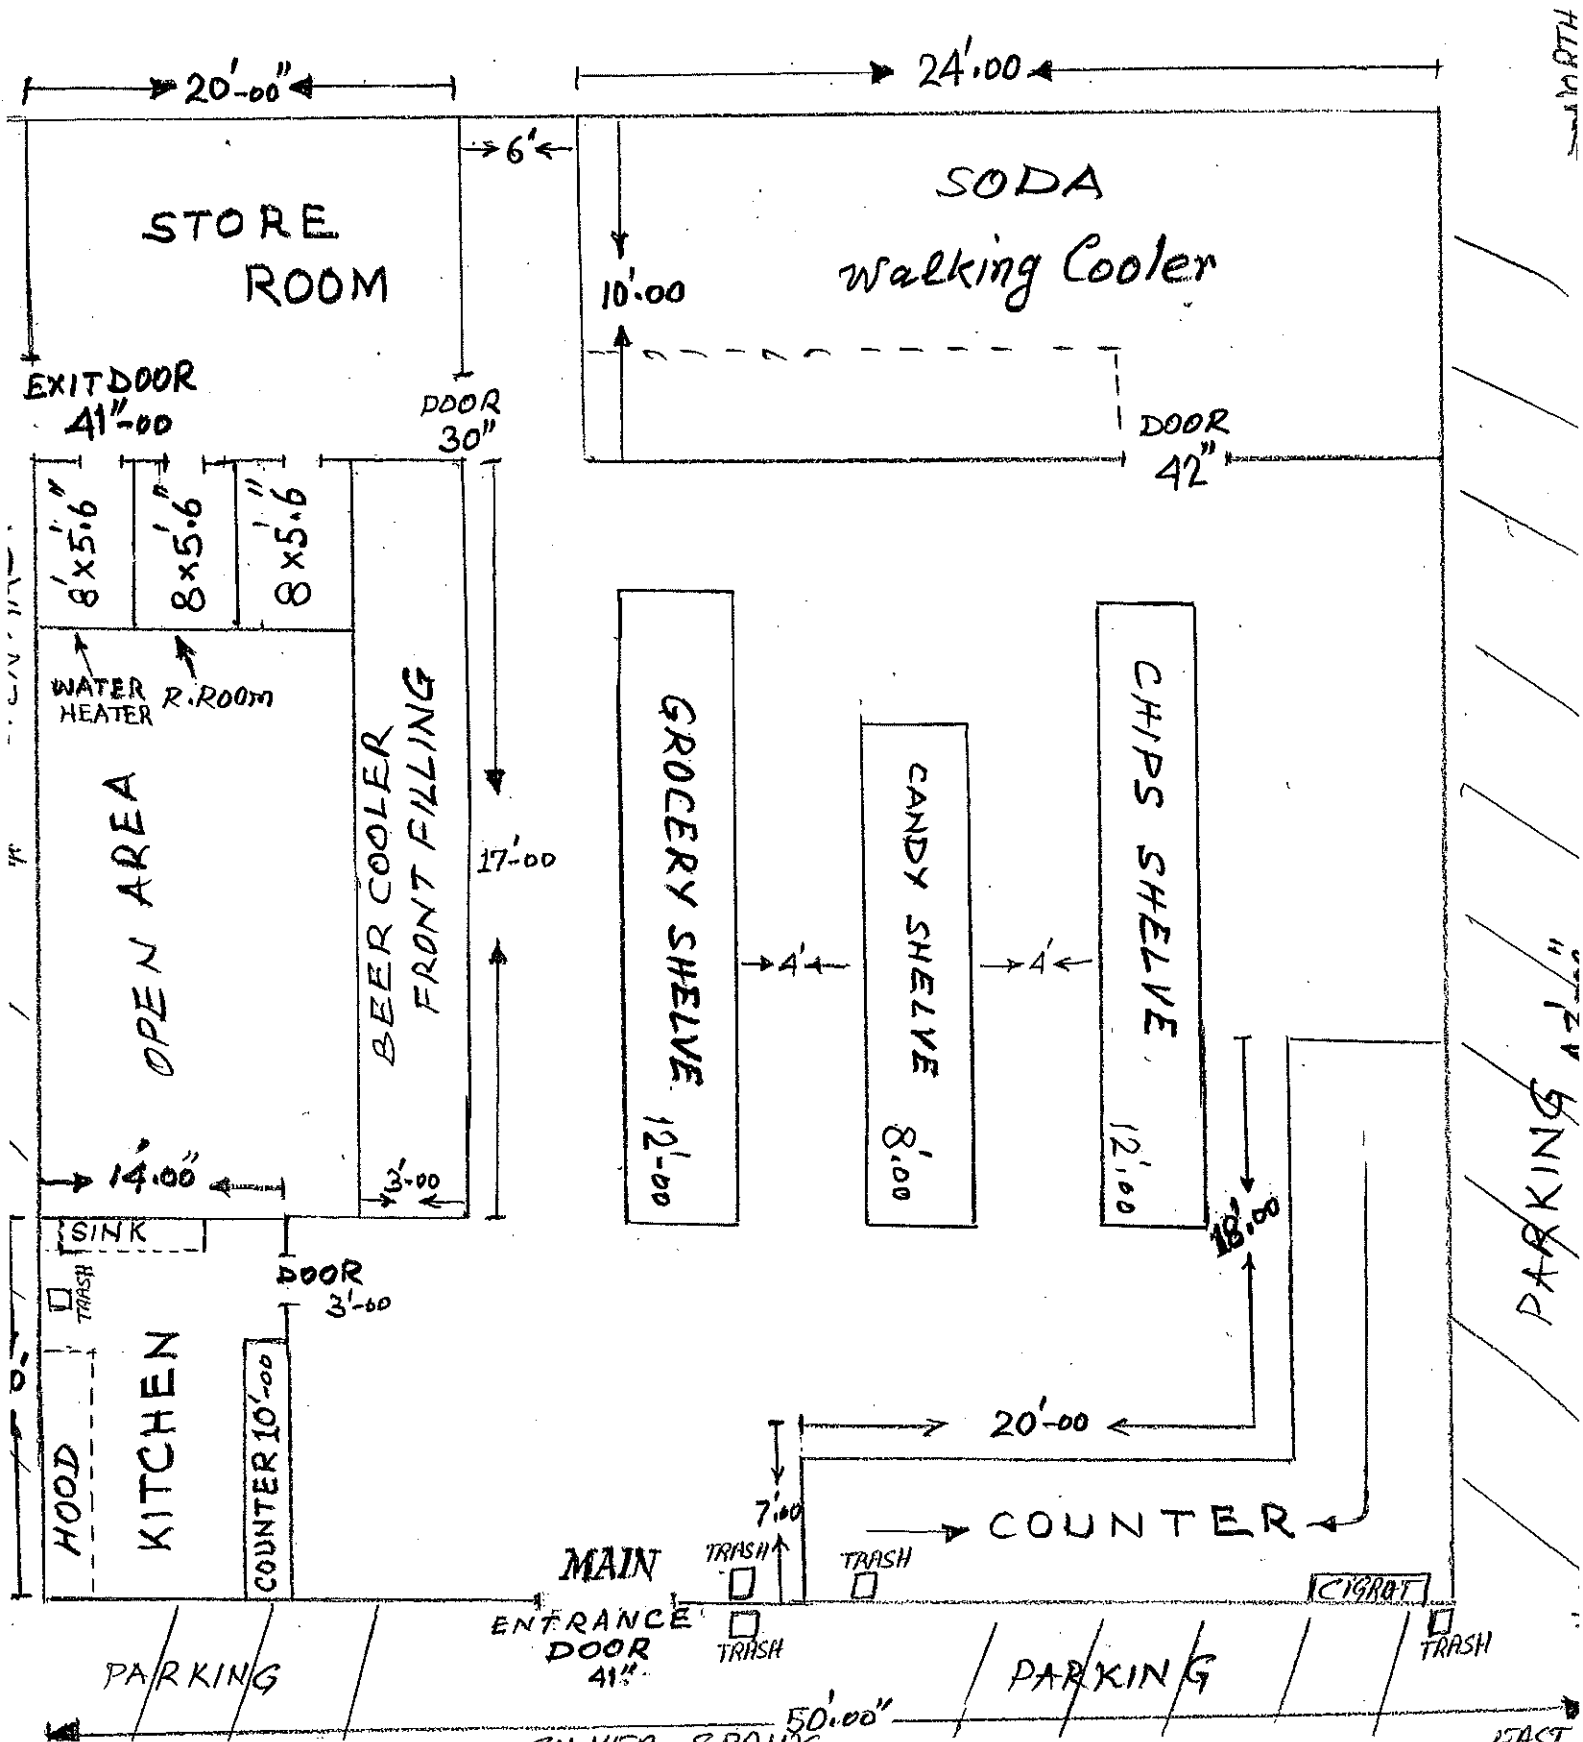 NORTH
20'-00"
24'.00
6'
SODA
Walking Cooler
STORE
ROOM
10'.00
EXIT DOOR
41"-00
DOOR
30"
DOOR
42"
8'x5'.6"
8x5'.6"
8x5'.6"
WATER
HEATER
R.ROOM
OPEN AREA
BEER COOLER
FRONT FILLING
17'-00
GROCERY SHELVE 12'-00
CANDY SHELVE 8'.00
CHIPS SHELVE 12'.00
4'
4'
14'.00"
3'-00
18'.00
PARKING
SINK
TRASH
DOOR
3'-00
KITCHEN
HOOD
COUNTER 10'-00
20'-00
7'.00
COUNTER
MAIN
ENTRANCE
DOOR
41"
TRASH
TRASH
TRASH
CIGRAT
TRASH
PARKING
PARKING
50'.00"
EAST